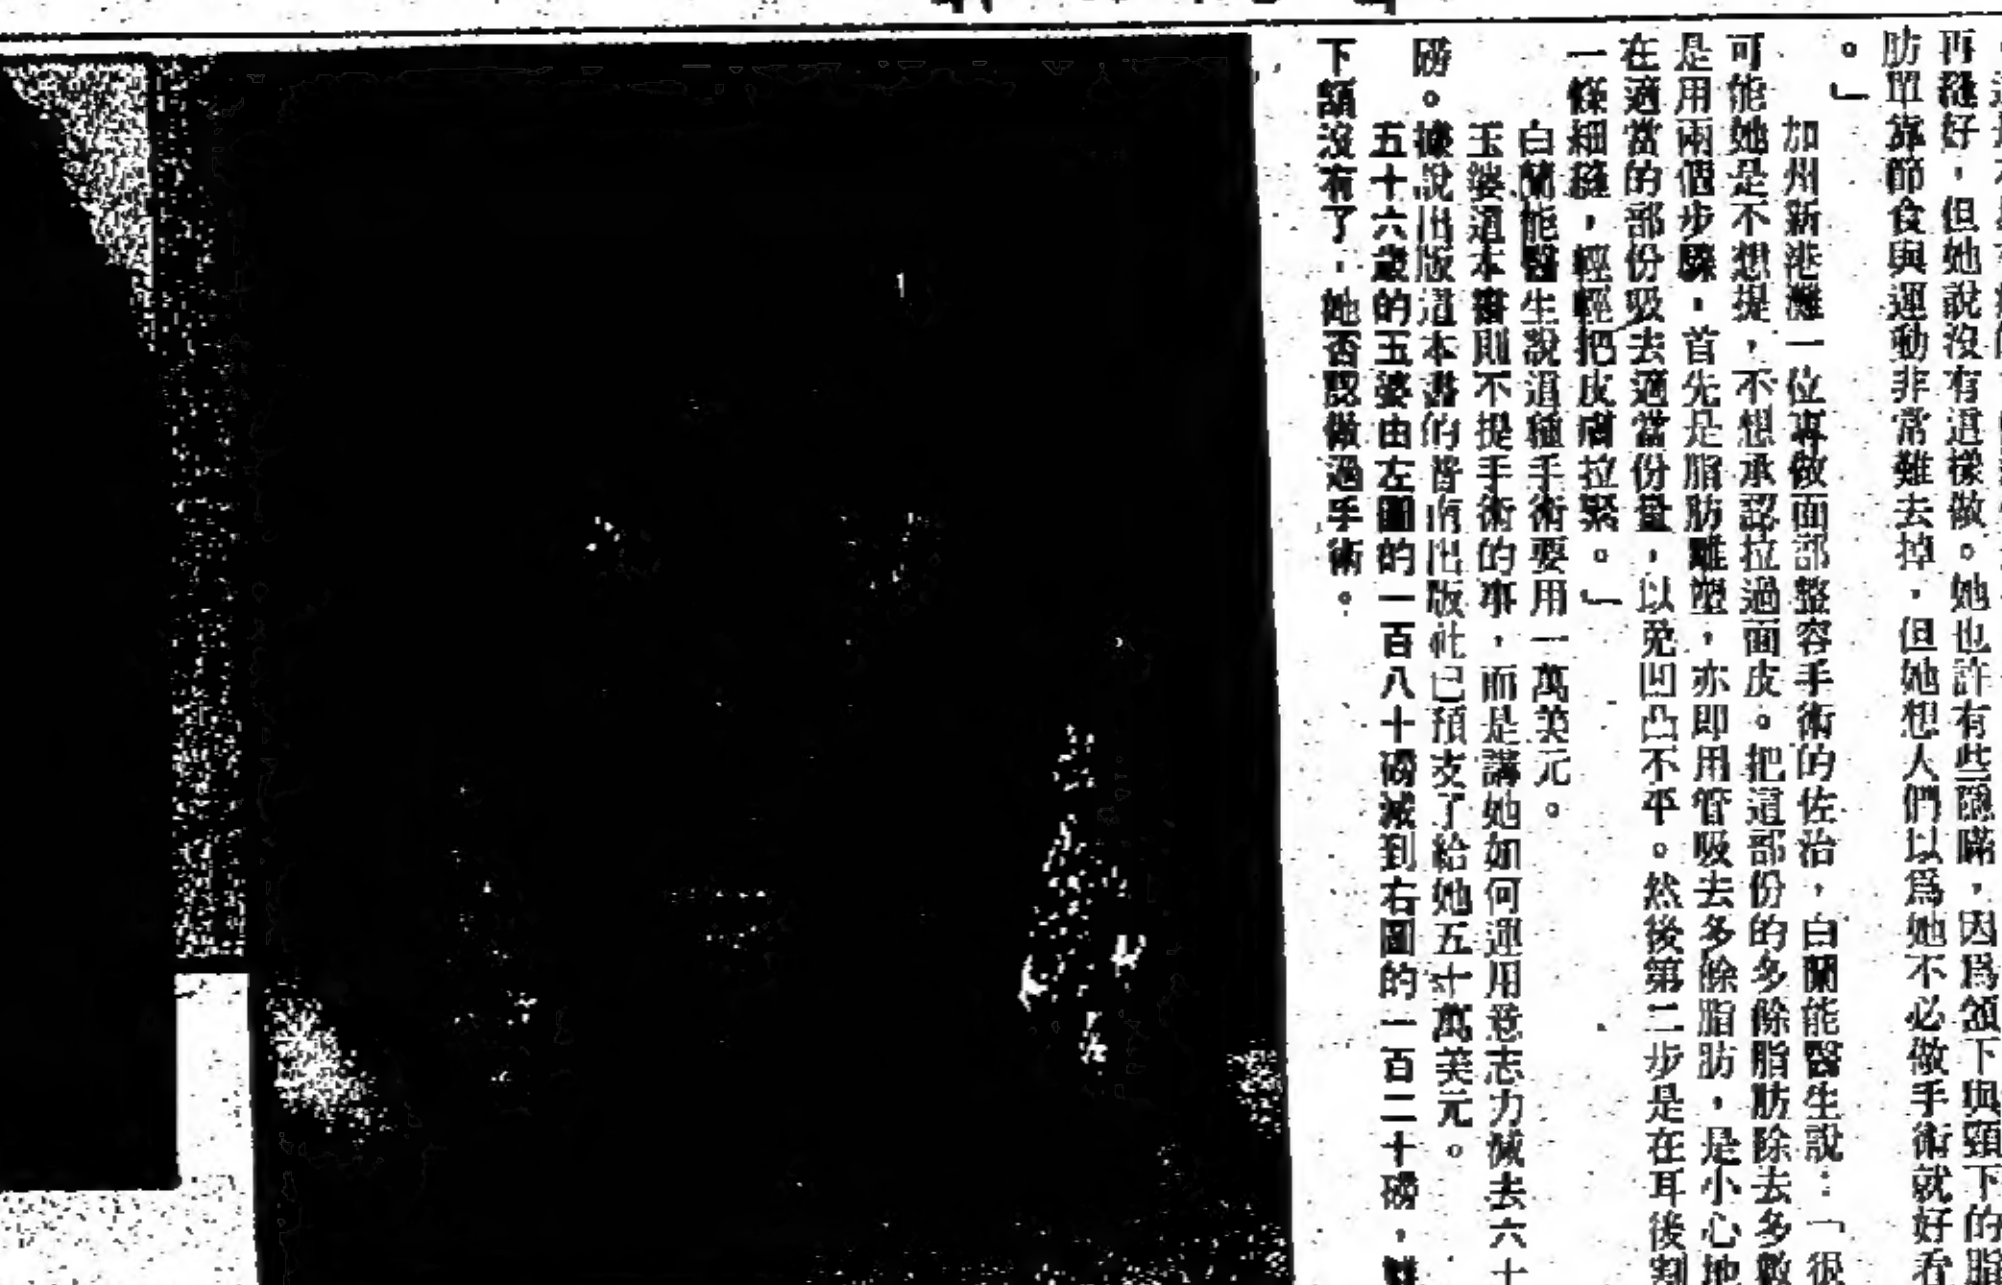 再縫好，但她說沒有這樣做。她也許有些隱瞞，因爲頷下與頸下的脂
肪單靠節食與運動非常難去掉，但她想人們以爲她不必做手術就好看
。」
加州新港灘一位專做面部整容手術的佐治，白蘭能醫生說：「很
可能她是不想提，不想承認拉過面皮。把這部份的多餘脂肪除去多數
是用兩個步驟，首先是脂肪雕塑，亦即用管吸去多餘脂肪，是小心地
在適當的部份吸去適當份量，以免凹凸不平。然後第二步是在耳後割
一條細縫，輕輕把皮膚拉緊。」
白蘭能醫生說這種手術要用一萬美元。
玉婆這本書則不提手術的事，而是講她如何運用意志力減去六十
磅。據說出版這本書的出版社已預支了給她五十萬美元。
五十六歲的玉婆由左圖的一百八十磅減到右圖的一百二十磅，雙
下頷沒有了，她否認做過手術。